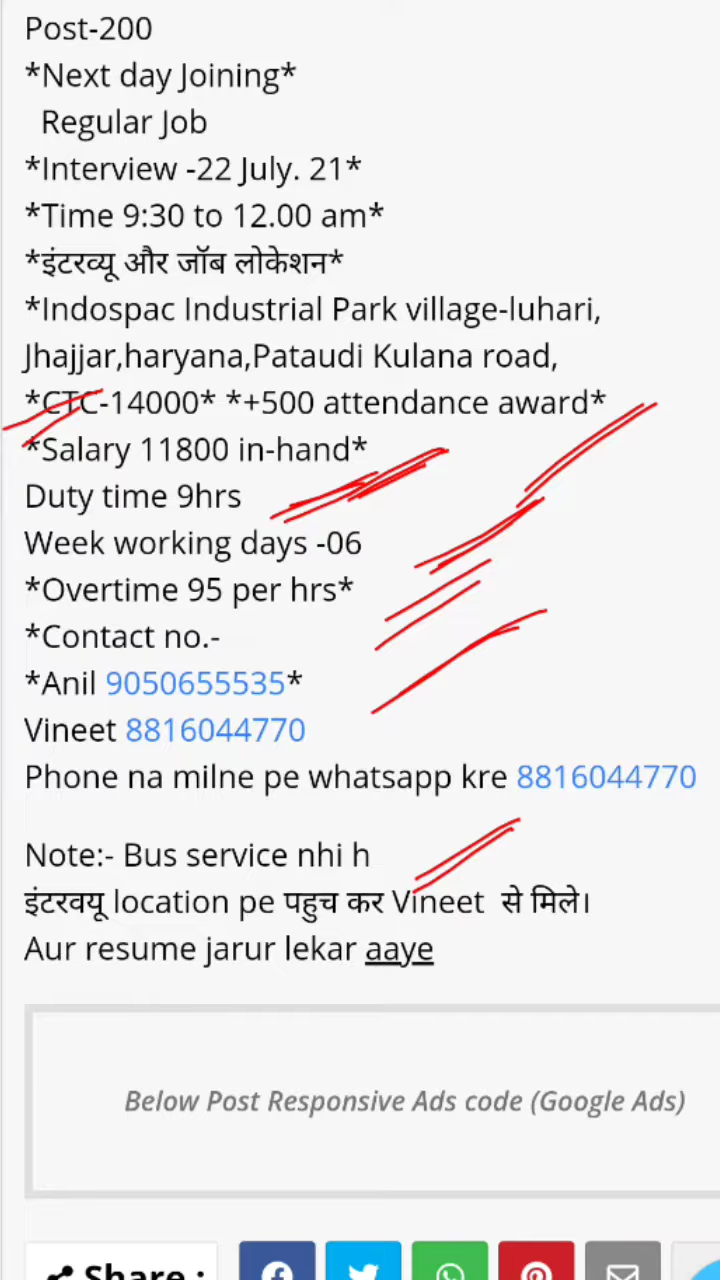 Post-200
*Next day Joining*
Regular Job
*Interview -22 July. 21*
*Time 9:30 to 12.00 am*
*इंटरव्यू और जॉब लोकेशन*
*Indospac Industrial Park village-luhari,
Jhajjar,haryana,Pataudi Kulana road,
*CTC-14000* *+500 attendance award*
*Salary 11800 in-hand*
Duty time 9hrs
Week working days -06
*Overtime 95 per hrs*
*Contact no.-
*Anil 9050655535*
Vineet 8816044770
Phone na milne pe whatsapp kre 8816044770
Note:- Bus service nhi h
इंटरवयू location pe पहुच कर Vineet से मिले।
Aur resume jarur lekar aaye
Below Post Responsive Ads code (Google Ads)
Share :